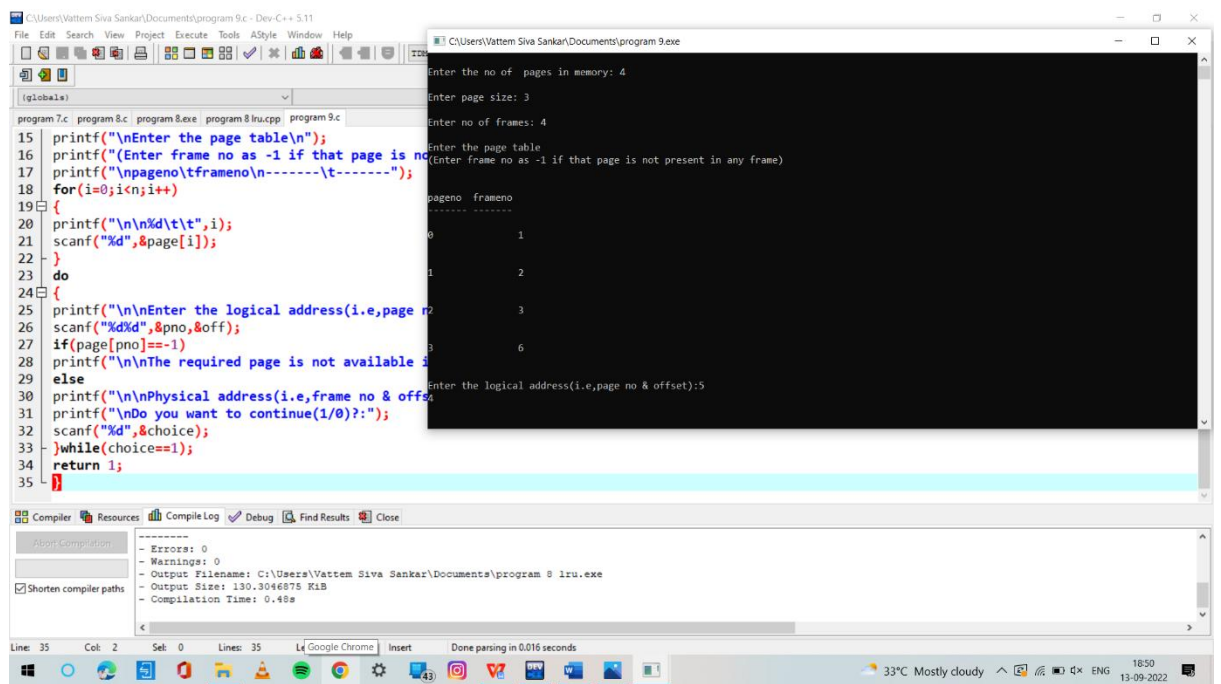 C:\Users\Vattem Siva Sankar\Documents\program 9.c - Dev-C++ 5.11
File Edit Search View Project Execute Tools AStyle Window Help
(globals)
program 7.c program 8.c program 8.exe program 8 lru.cpp program 9.c
15 printf("\nEnter the page table\n");
16 printf("(Enter frame no as -1 if that page is no
17 printf("\npageno\tframeno\n-------\t-------");
18 for(i=0;i<n;i++)
19 {
20 printf("\n\n%d\t\t",i);
21 scanf("%d",&page[i]);
22 }
23 do
24 {
25 printf("\n\nEnter the logical address(i.e,page n
26 scanf("%d%d",&pno,&off);
27 if(page[pno]==-1)
28 printf("\n\nThe required page is not available i
29 else
30 printf("\n\nPhysical address(i.e,frame no & offs
31 printf("\nDo you want to continue(1/0)?:");
32 scanf("%d",&choice);
33 }while(choice==1);
34 return 1;
35 }
C:\Users\Vattem Siva Sankar\Documents\program 9.exe
Enter the no of pages in memory: 4
Enter page size: 3
Enter no of frames: 4
Enter the page table
(Enter frame no as -1 if that page is not present in any frame)
pageno frameno
------- -------
0 1
1 2
2 3
3 6
Enter the logical address(i.e,page no & offset):5
4
Compiler Resources Compile Log Debug Find Results Close
Abort Compilation
Shorten compiler paths
--------
- Errors: 0
- Warnings: 0
- Output Filename: C:\Users\Vattem Siva Sankar\Documents\program 8 lru.exe
- Output Size: 130.3046875 KiB
- Compilation Time: 0.48s
Line: 35 Col: 2 Sel: 0 Lines: 35 Google Chrome Insert Done parsing in 0.016 seconds
43 33°C Mostly cloudy ENG 18:50
13-09-2022